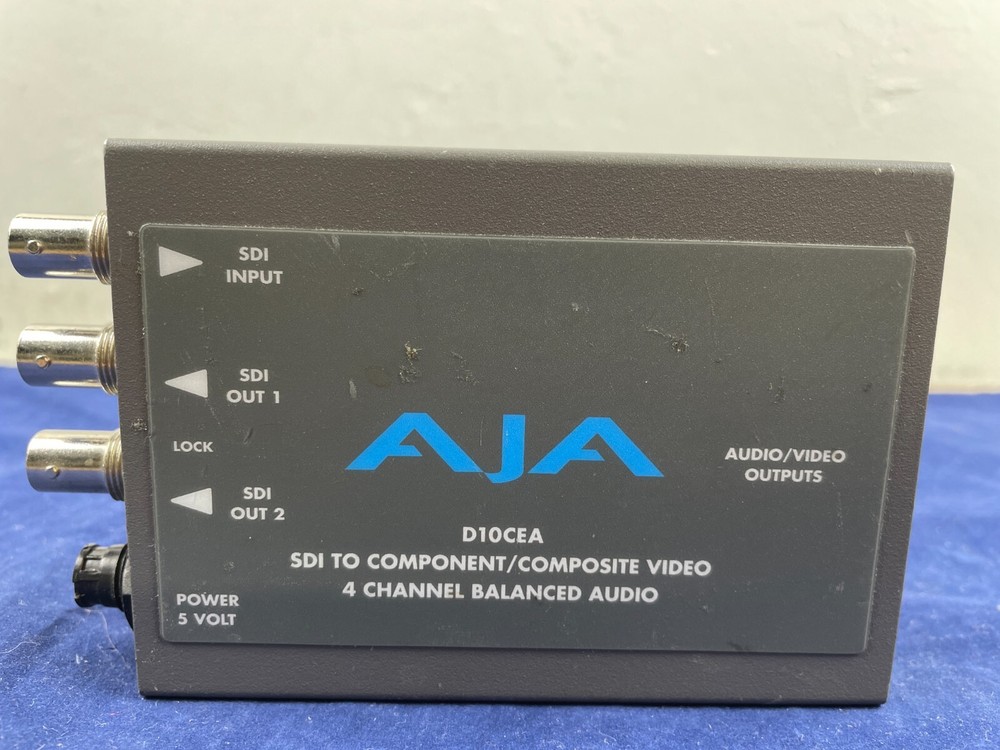 SDI
INPUT
SDI
OUT 1
LOCK
SDI
OUT 2
POWER
5 VOLT
AJA
D10CEA
SDI TO COMPONENT/COMPOSITE VIDEO
4 CHANNEL BALANCED AUDIO
AUDIO/VIDEO
OUTPUTS